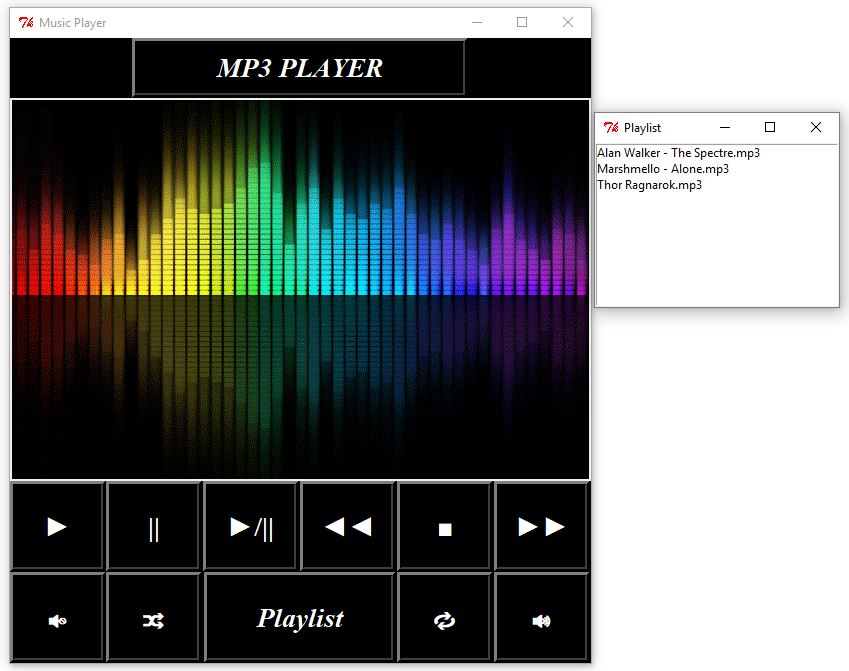 Music Player
MP3 PLAYER
Playlist
Alan Walker - The Spectre.mp3
Marshmello - Alone.mp3
Thor Ragnarok.mp3
Playlist